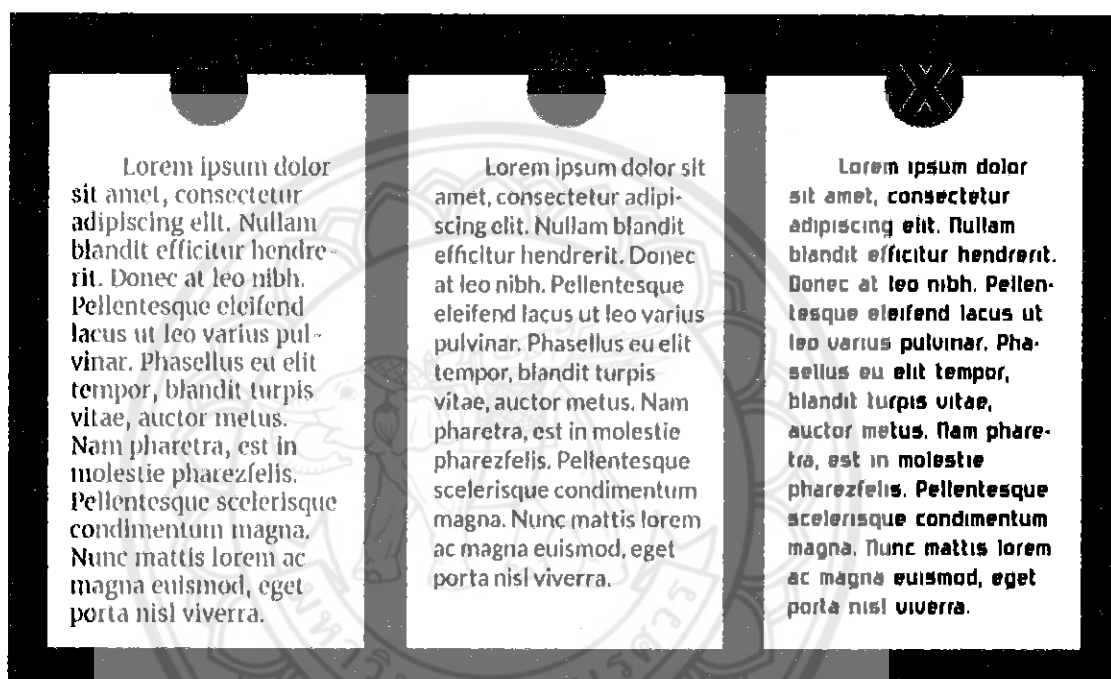 Lorem ipsum dolor
sit amet, consectetur
adipiscing elit. Nullam
blandit efficitur hendre-
rit. Donec at leo nibh.
Pellentesque eleifend
lacus ut leo varius pul-
vinar. Phasellus eu elit
tempor, blandit turpis
vitae, auctor metus.
Nam pharetra, est in
molestie pharezfelis.
Pellentesque scelerisque
condimentum magna.
Nunc mattis lorem ac
magna euismod, eget
porta nisl viverra.
Lorem ipsum dolor sit
amet, consectetur adipi-
scing elit. Nullam blandit
efficitur hendrerit. Donec
at leo nibh. Pellentesque
eleifend lacus ut leo varius
pulvinar. Phasellus eu elit
tempor, blandit turpis
vitae, auctor metus. Nam
pharetra, est in molestie
pharezfelis. Pellentesque
scelerisque condimentum
magna. Nunc mattis lorem
ac magna euismod, eget
porta nisl viverra.
X
Lorem ipsum dolor
sit amet, consectetur
adipiscing elit. Nullam
blandit efficitur hendrerit.
Donec at leo nibh. Pellen-
tesque eleifend lacus ut
leo varius pulvinar. Pha-
sellus eu elit tempor,
blandit turpis vitae,
auctor metus. Nam phare-
tra, est in molestie
pharezfelis. Pellentesque
scelerisque condimentum
magna. Nunc mattis lorem
ac magna euismod, eget
porta nisl viverra.